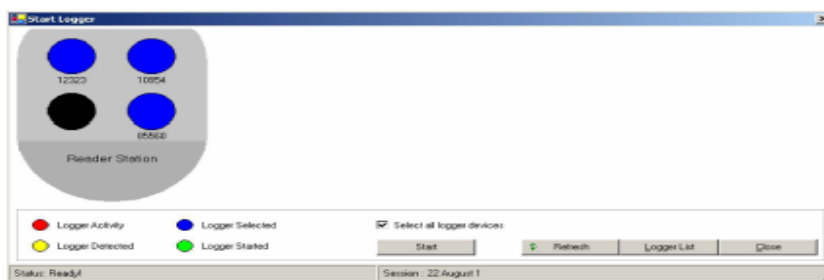 Start Logger
12323 10854
85868
Reader Station
Logger Activity Logger Selected Select all logger devices
Logger Detected Logger Started Start Refresh Logger List Close
Status: Ready! Session : 22 August 1